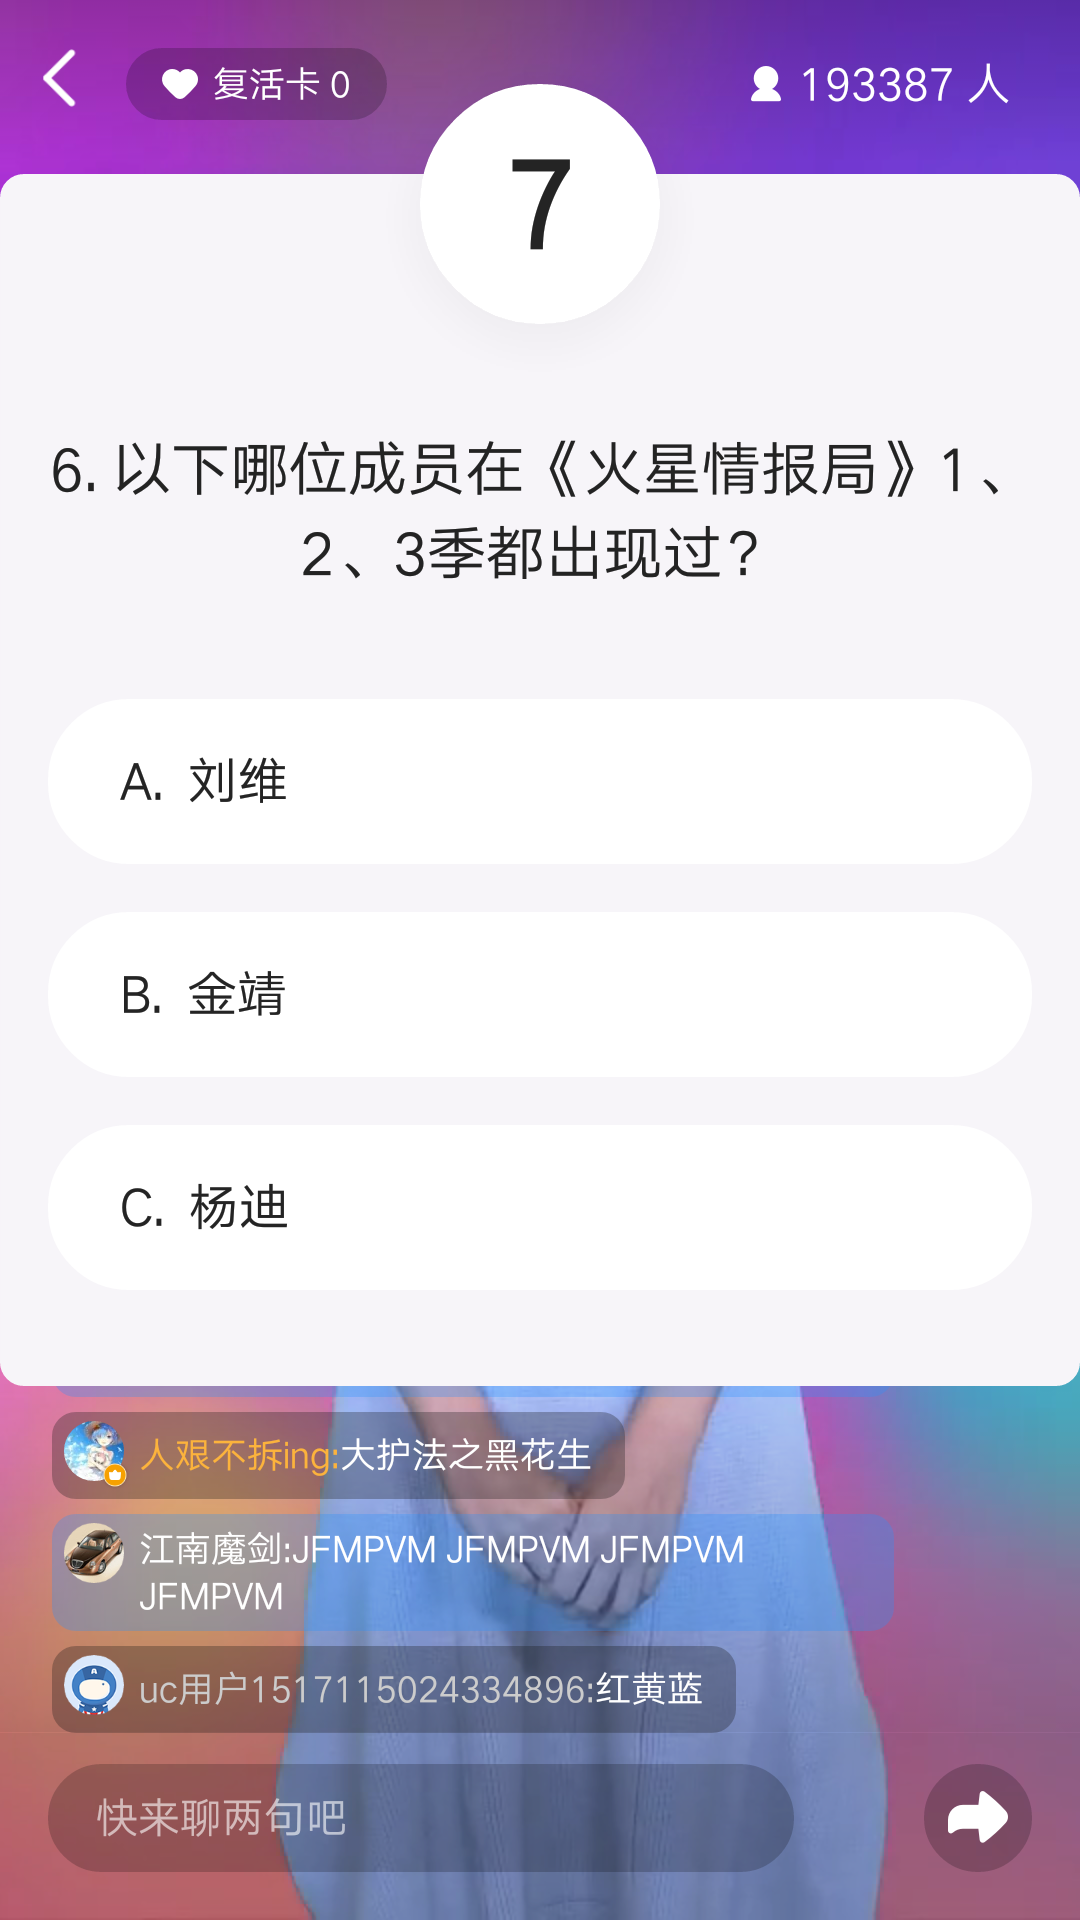 复活卡 0
193387 人
7
6. 以下哪位成员在《火星情报局》1、
2、3季都出现过?
A. 刘维
B. 金靖
C. 杨迪
人艰不拆ing:大护法之黑花生
江南魔剑:JFMPVM JFMPVM JFMPVM
JFMPVM
uc用户1517115024334896:红黄蓝
快来聊两句吧